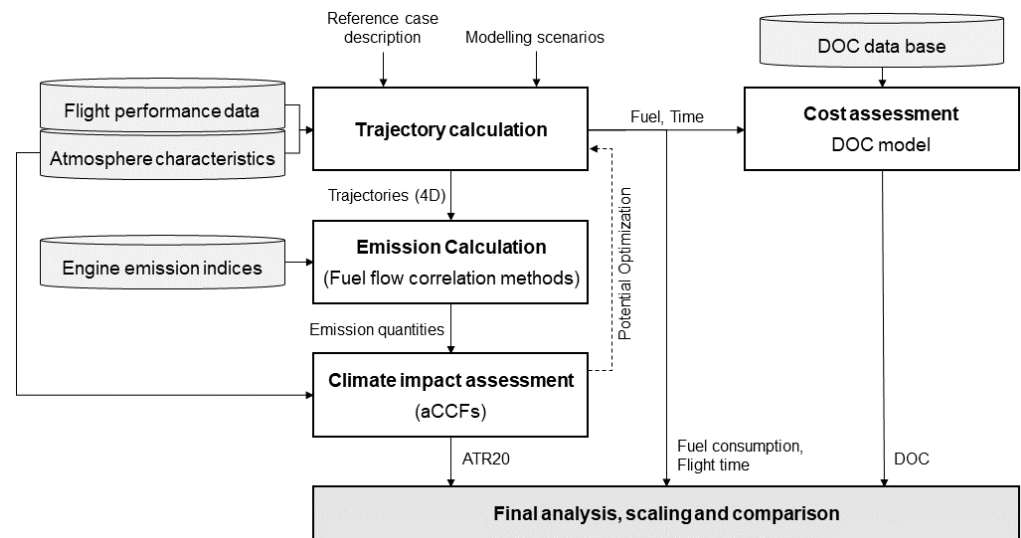 Reference case
description
Modelling scenarios
DOC data base
Flight performance data
Atmosphere characteristics
Trajectory calculation
Fuel, Time
Cost assessment
DOC model
Trajectories (4D)
Potential Optimization
Engine emission indices
Emission Calculation
(Fuel flow correlation methods)
Emission quantities
Climate impact assessment
(aCCFs)
ATR20
Fuel consumption,
Flight time
DOC
Final analysis, scaling and comparison